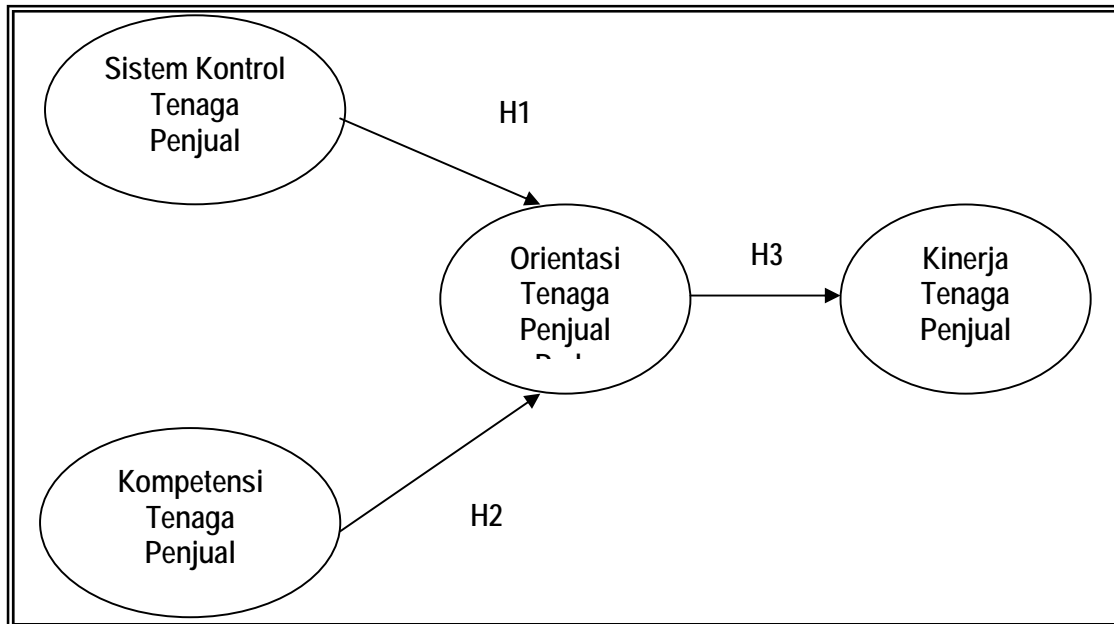 Sistem Kontrol
Tenaga
Penjual
H1
Orientasi
Tenaga
Penjual
H3
Kinerja
Tenaga
Penjual
Kompetensi
Tenaga
Penjual
H2